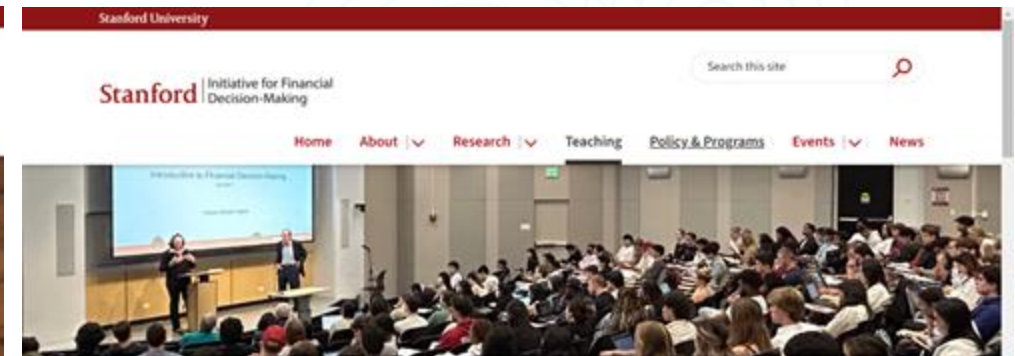 Stanford University
Search this site
Stanford | Initiative for Financial
Decision-Making
Home About Research Teaching Policy & Programs Events News
Introduction to Financial Decision-Making